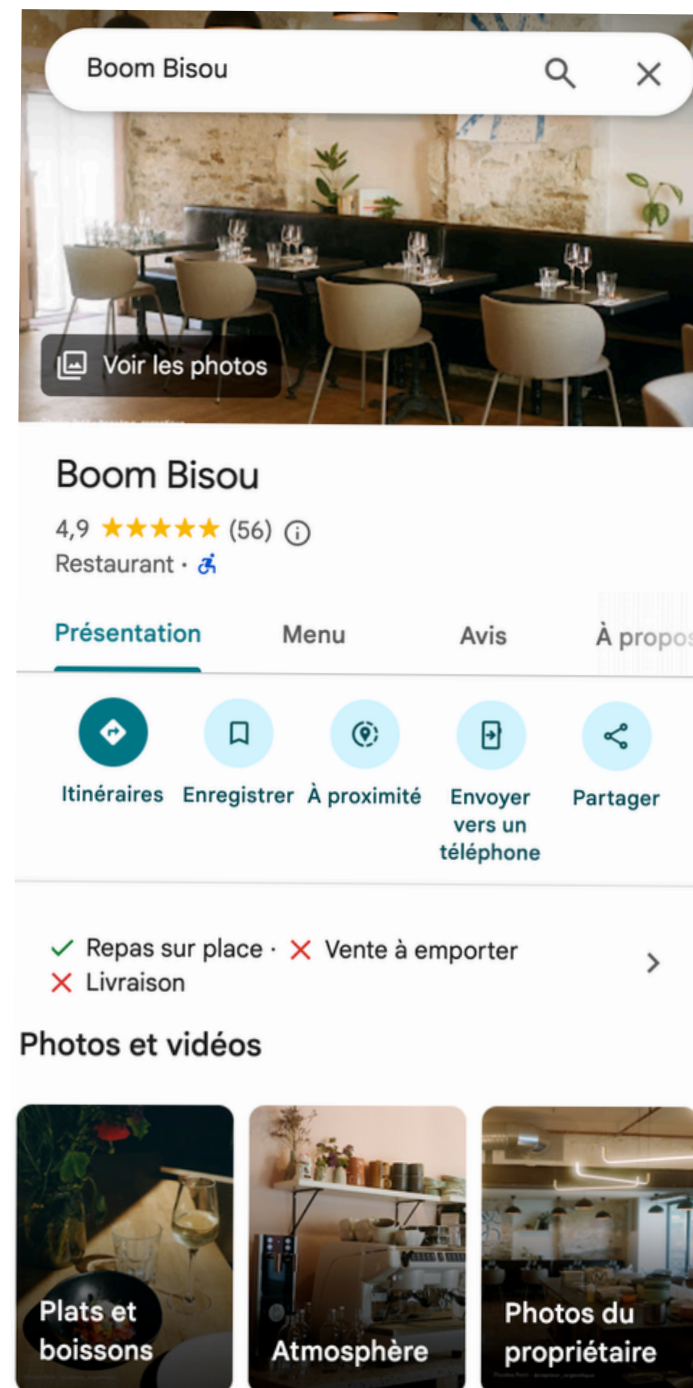 Boom Bisou
Voir les photos
Boom Bisou
4,9 (56)
Restaurant ·
Présentation Menu Avis À propos
Itinéraires Enregistrer À proximité Envoyer vers un téléphone Partager
Repas sur place · Vente à emporter
Livraison
Photos et vidéos
Plats et boissons
Atmosphère
Photos du propriétaire